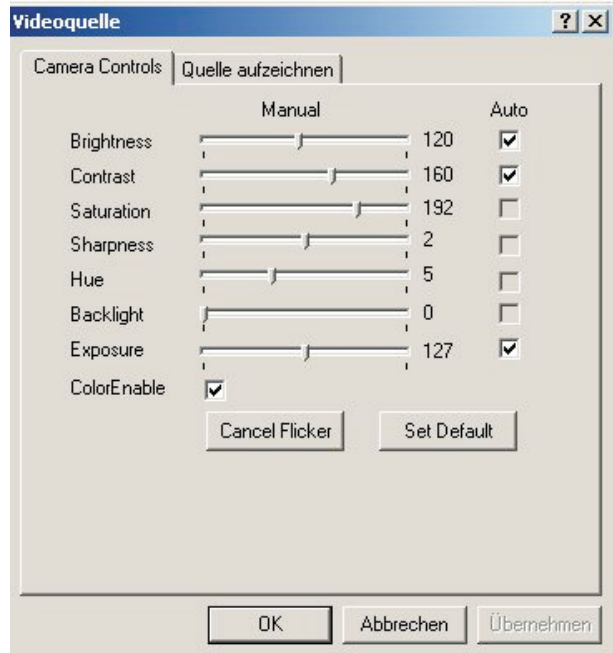 Videoquelle
Camera Controls Quelle aufzeichnen
Manual Auto
Brightness 120
Contrast 160
Saturation 192
Sharpness 2
Hue 5
Backlight 0
Exposure 127
ColorEnable
Cancel Flicker Set Default
OK Abbrechen Übernehmen